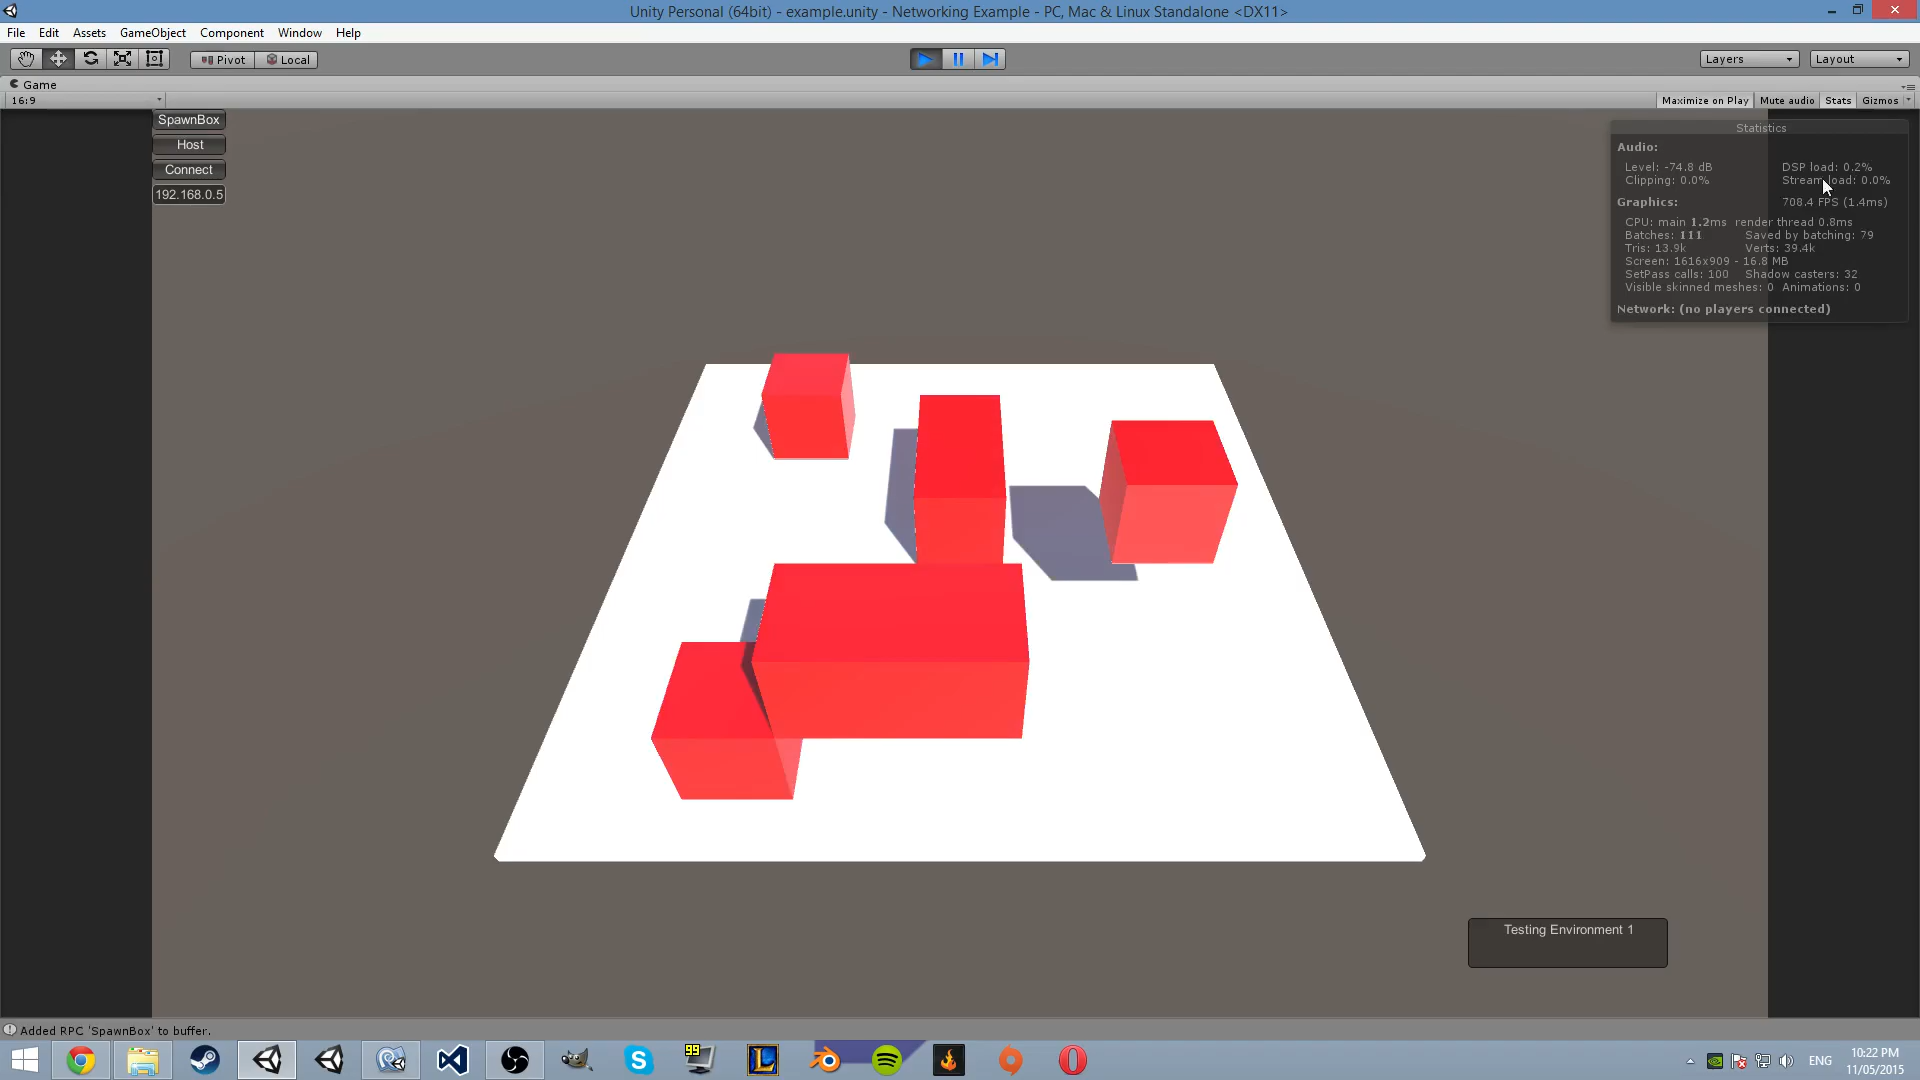 Unity Personal (64bit) - example.unity - Networking Example - PC, Mac & Linux Standalone <DX11>
File Edit Assets GameObject Component Window Help
Pivot Local Layers Layout
Game
16:9 Maximize on Play Mute audio Stats Gizmos
SpawnBox
Host
Connect
192.168.0.5
Statistics
Audio:
Level: -74.8 dB DSP load: 0.2%
Clipping: 0.0% Stream load: 0.0%
Graphics: 708.4 FPS (1.4ms)
CPU: main 1.2ms render thread 0.8ms
Batches: 111 Saved by batching: 79
Tris: 13.9k Verts: 39.4k
Screen: 1616x909 - 16.8 MB
SetPass calls: 100 Shadow casters: 32
Visible skinned meshes: 0 Animations: 0
Network: (no players connected)
Testing Environment 1
Added RPC 'SpawnBox' to buffer.
99
L
ENG
10:22 PM
11/05/2015